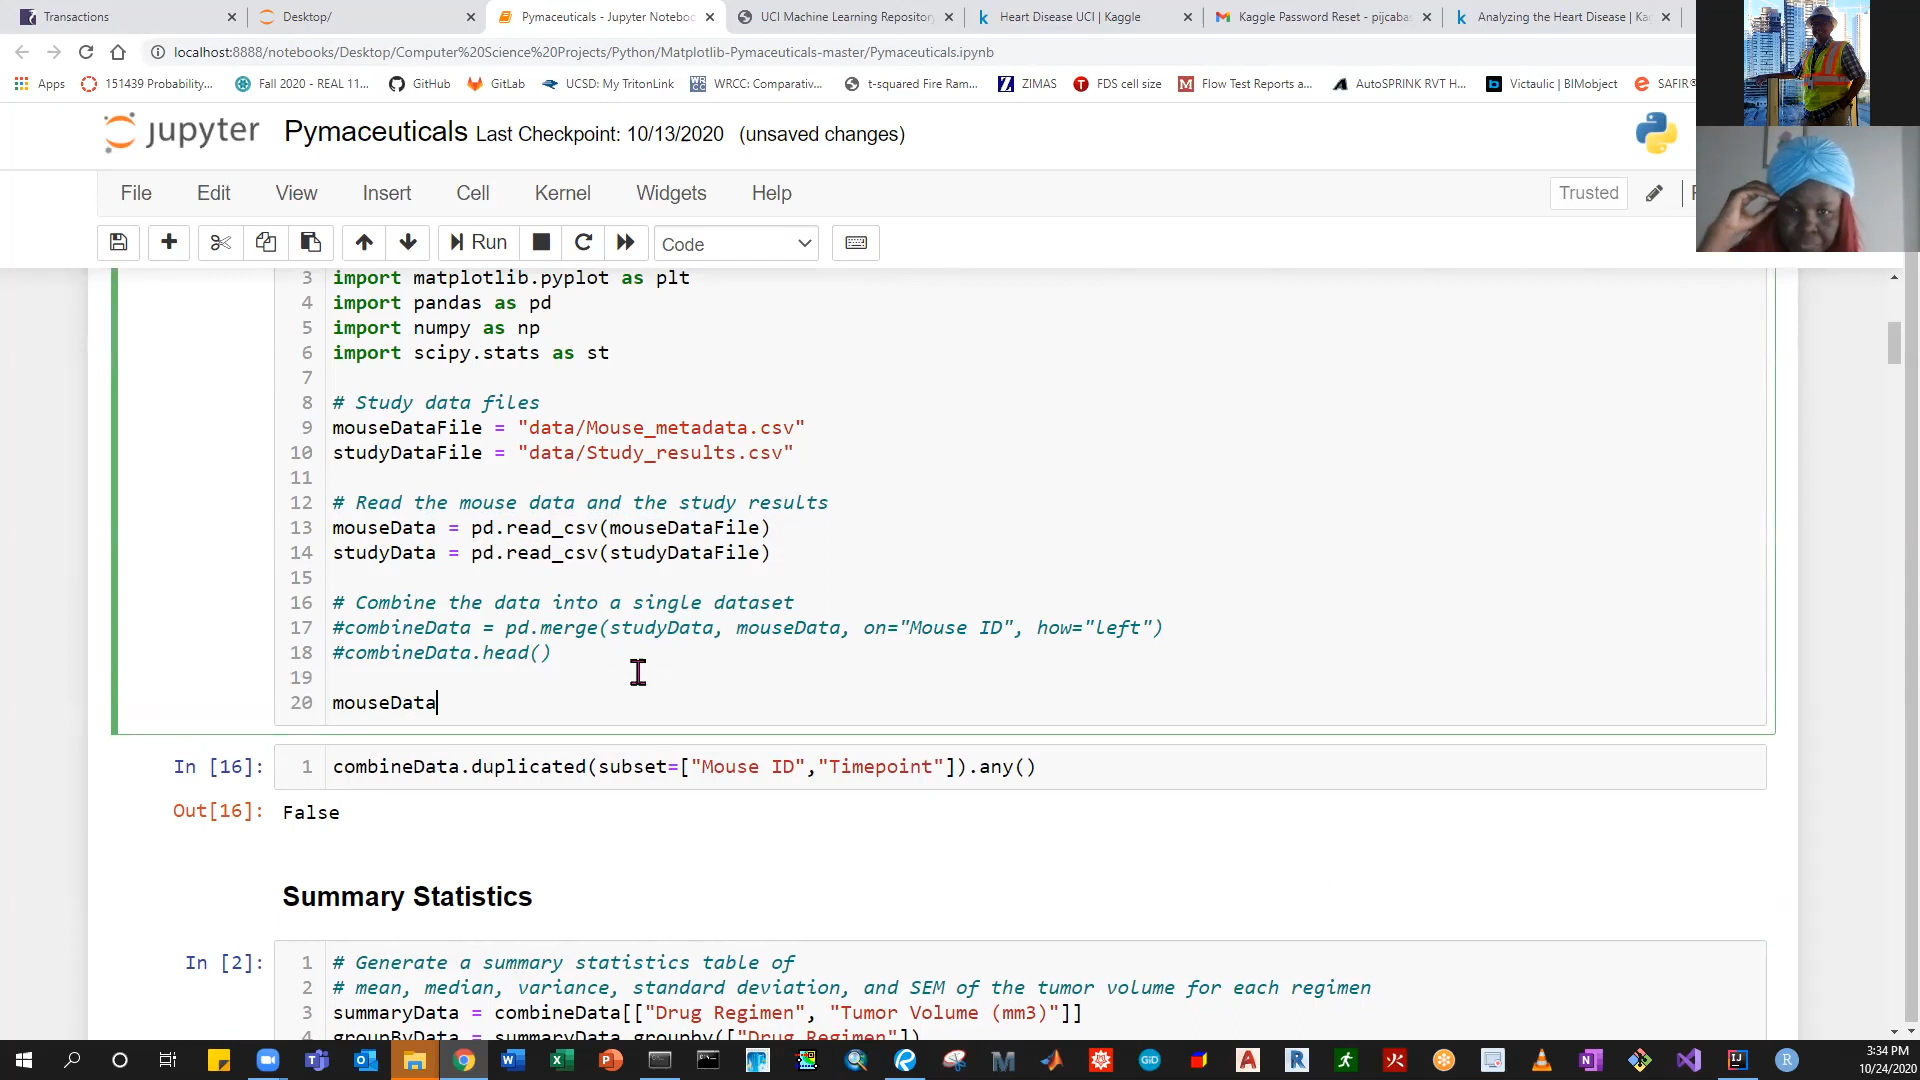 Transactions
Desktop/
Pymaceuticals - Jupyter Notebo
UCI Machine Learning Repository
Heart Disease UCI | Kaggle
Kaggle Password Reset - pijcaba
Analyzing the Heart Disease | Ka
localhost:8888/notebooks/Desktop/Computer%20Science%20Projects/Python/Matplotlib-Pymaceuticals-master/Pymaceuticals.ipynb
Apps
151439 Probability...
Fall 2020 - REAL 11...
GitHub
GitLab
UCSD: My TritonLink
WRCC: Comparativ...
t-squared Fire Ram...
ZIMAS
FDS cell size
Flow Test Reports a...
AutoSPRINK RVT H...
Victaulic | BIMobject
SAFIR®
jupyter Pymaceuticals Last Checkpoint: 10/13/2020 (unsaved changes)
File Edit View Insert Cell Kernel Widgets Help
Trusted
Run
Code
3 import matplotlib.pyplot as plt
4 import pandas as pd
5 import numpy as np
6 import scipy.stats as st
7
8 # Study data files
9 mouseDataFile = "data/Mouse_metadata.csv"
10 studyDataFile = "data/Study_results.csv"
11
12 # Read the mouse data and the study results
13 mouseData = pd.read_csv(mouseDataFile)
14 studyData = pd.read_csv(studyDataFile)
15
16 # Combine the data into a single dataset
17 #combineData = pd.merge(studyData, mouseData, on="Mouse ID", how="left")
18 #combineData.head()
19
20 mouseData
In [16]: 1 combineData.duplicated(subset=["Mouse ID","Timepoint"]).any()
Out[16]: False
Summary Statistics
In [2]: 1 # Generate a summary statistics table of
2 # mean, median, variance, standard deviation, and SEM of the tumor volume for each regimen
3 summaryData = combineData[["Drug Regimen", "Tumor Volume (mm3)"]]
4 groupByData = summaryData.groupby(["Drug Regimen"])
3:34 PM
10/24/2020